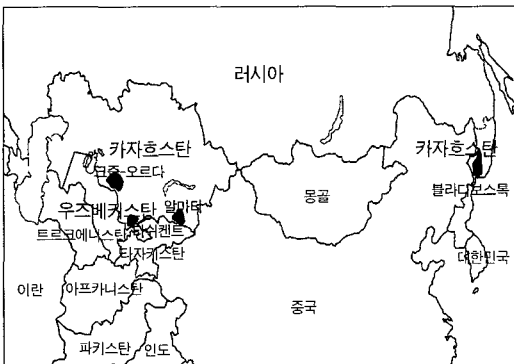 러시아
카자흐스탄
카자흐스탄
크즐-오르다
블라디보스톡
몽골
우즈베키스탄
알마티
트르크에니스탄
타쉬켄트
타자키스탄
대한민국
이란
아프카니스탄
중국
파키스탄
인도